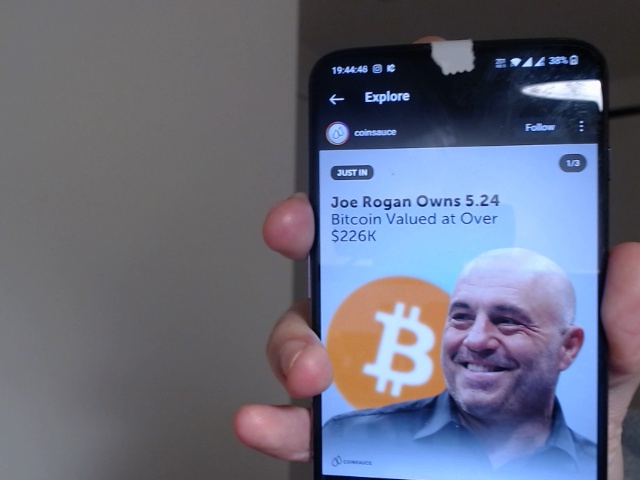 19:44:48
38%
Explore
coinsauce
Follow
JUST IN
1/3
Joe Rogan Owns 5.24
Bitcoin Valued at Over
$226K
COINSAUCE